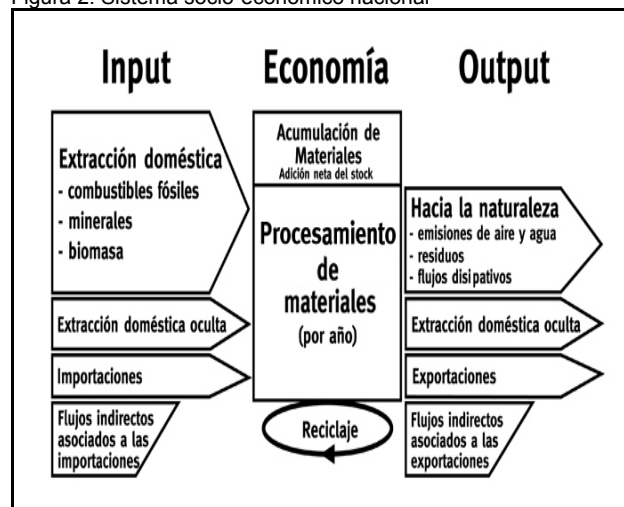 Figura 2. Sistema socio-económico nacional
Input
Economía
Output
Extracción doméstica
- combustibles fósiles
- minerales
- biomasa
Extracción doméstica oculta
Importaciones
Flujos indirectos
asociados a las
importaciones
Acumulación de
Materiales
Adición neta del stock
Procesamiento
de
materiales
(por año)
Reciclaje
Hacia la naturaleza
- emisiones de aire y agua
- residuos
- flujos disipativos
Extracción doméstica oculta
Exportaciones
Flujos indirectos
asociados a las
exportaciones